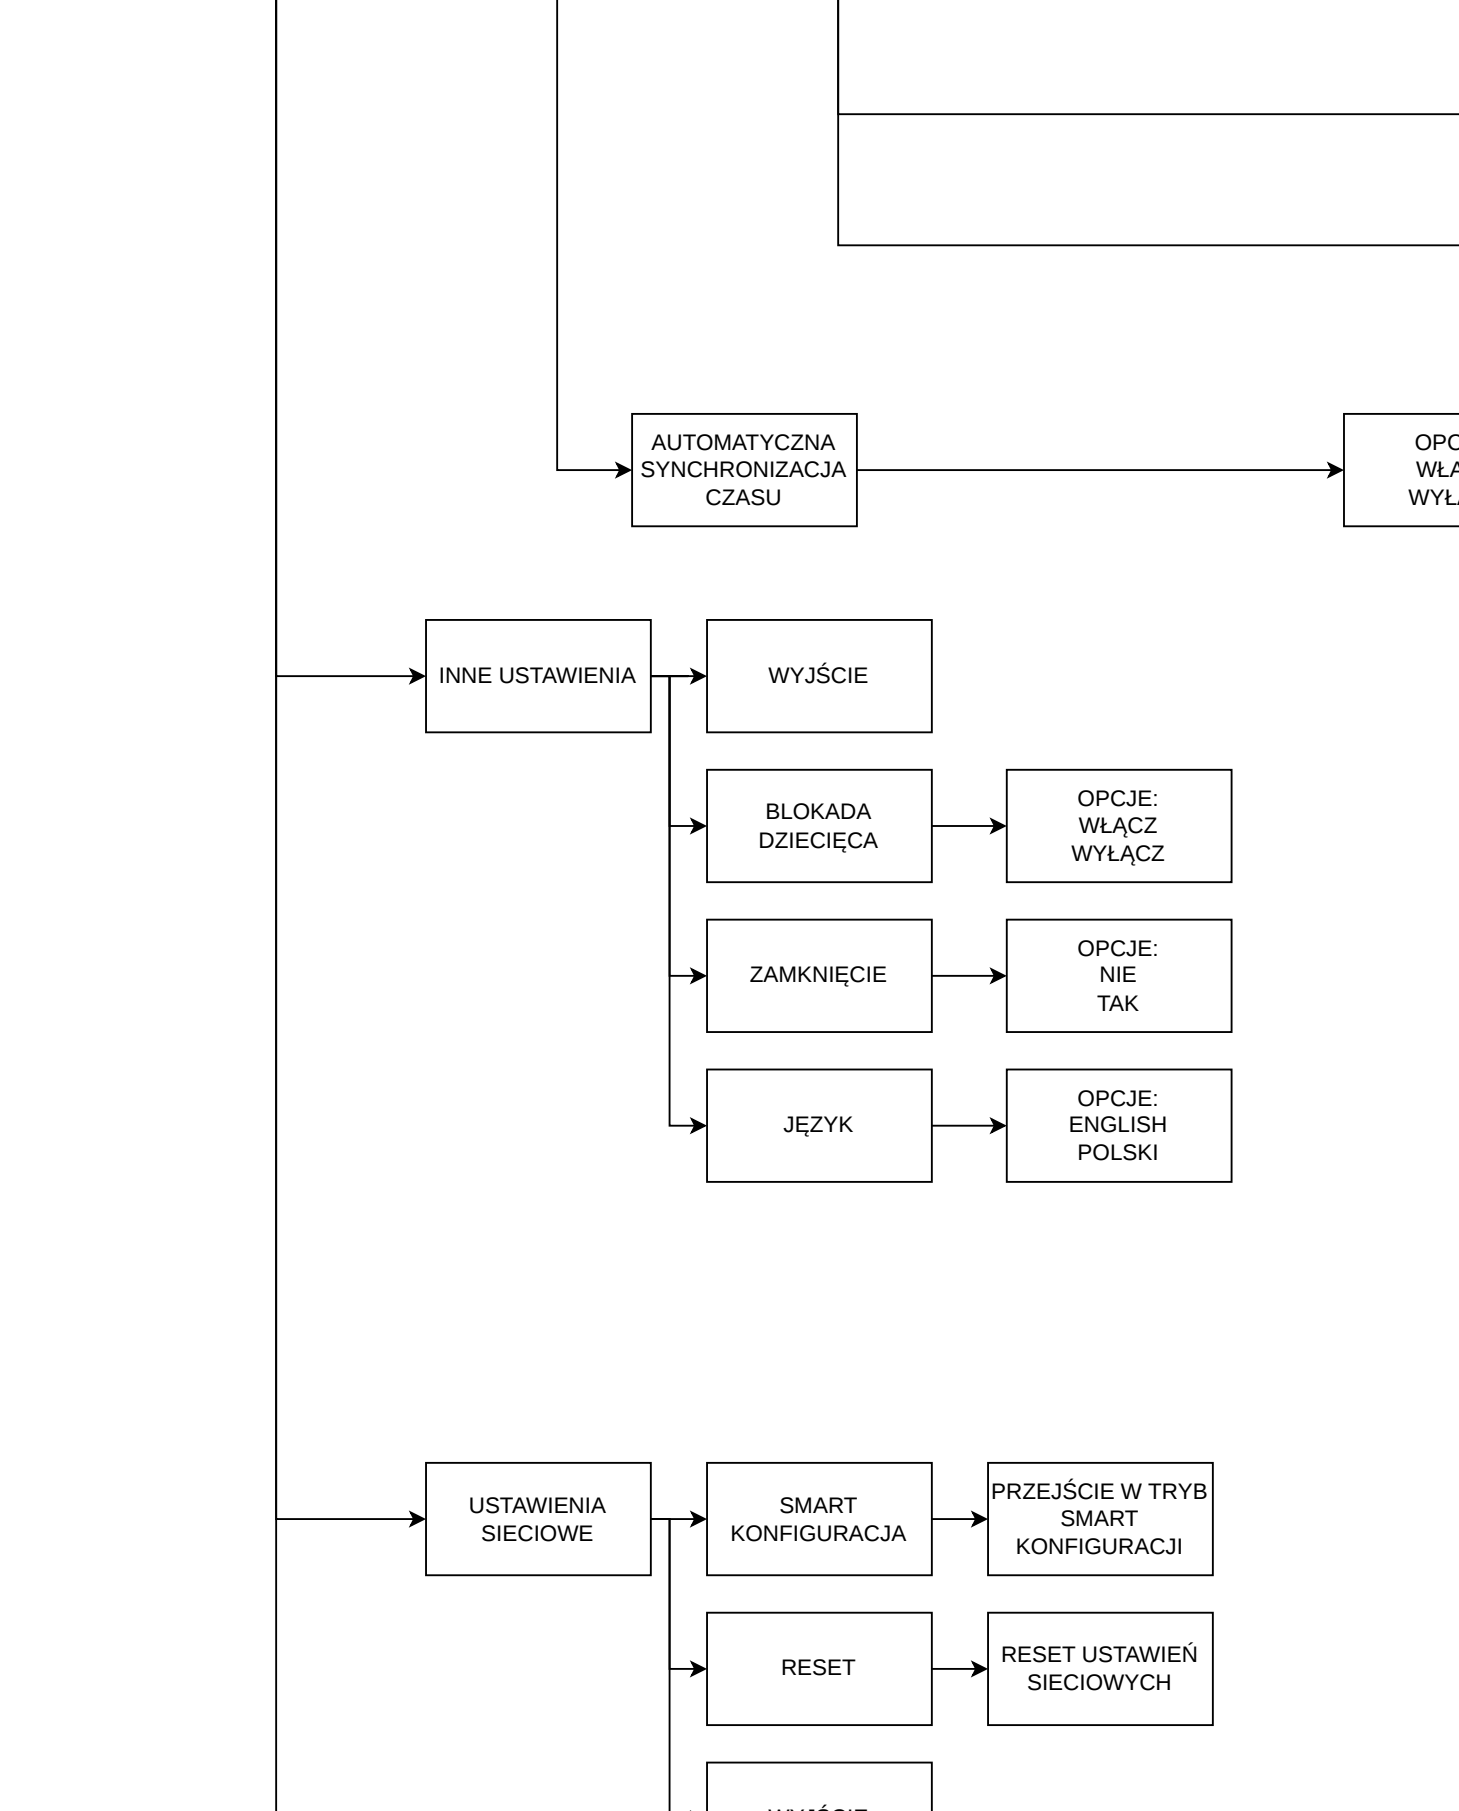 AUTOMATYCZNA
SYNCHRONIZACJA
CZASU
INNE USTAWIENIA
WYJŚCIE
BLOKADA
DZIECIĘCA
OPCJE:
WŁĄCZ
WYŁĄCZ
ZAMKNIĘCIE
OPCJE:
NIE
TAK
JĘZYK
OPCJE:
ENGLISH
POLSKI
USTAWIENIA
SIECIOWE
SMART
KONFIGURACJA
PRZEJŚCIE W TRYB
SMART
KONFIGURACJI
RESET
RESET USTAWIEŃ
SIECIOWYCH